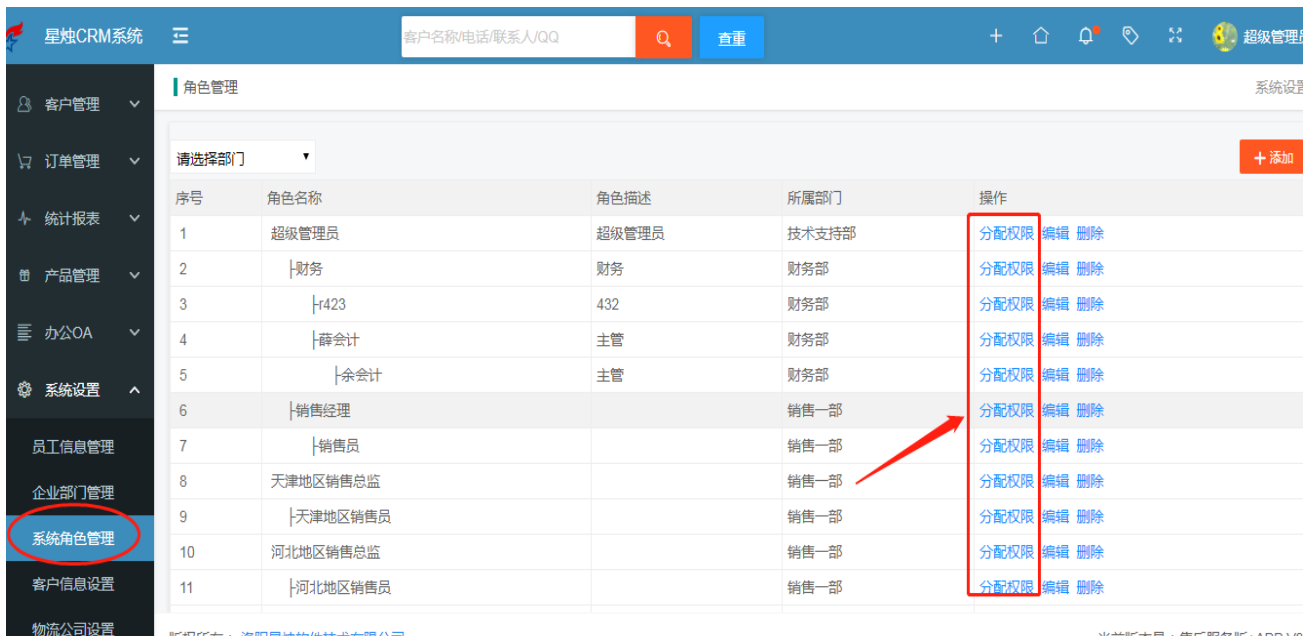 星烛CRM系统 客户名称/电话/联系人/QQ 查重 超级管理员
角色管理 系统设置
客户管理
订单管理
统计报表
产品管理
办公OA
系统设置
员工信息管理
企业部门管理
系统角色管理
客户信息设置
物流公司设置
请选择部门 添加
序号 角色名称 角色描述 所属部门 操作
1 超级管理员 超级管理员 技术支持部 分配权限 编辑 删除
2 ├财务 财务 财务部 分配权限 编辑 删除
3 ├r423 432 财务部 分配权限 编辑 删除
4 ├薛会计 主管 财务部 分配权限 编辑 删除
5 ├余会计 主管 财务部 分配权限 编辑 删除
6 ├销售经理 销售一部 分配权限 编辑 删除
7 ├销售员 销售一部 分配权限 编辑 删除
8 天津地区销售总监 销售一部 分配权限 编辑 删除
9 ├天津地区销售员 销售一部 分配权限 编辑 删除
10 河北地区销售总监 销售一部 分配权限 编辑 删除
11 ├河北地区销售员 销售一部 分配权限 编辑 删除
版权所有：洛阳星烛软件技术有限公司